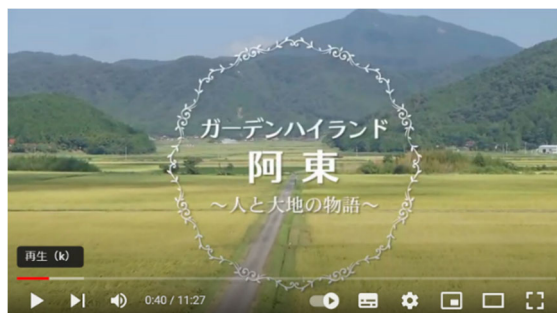 ガーデンハイランド
阿東
～人と大地の物語～
再生（k）
0:40 / 11:27